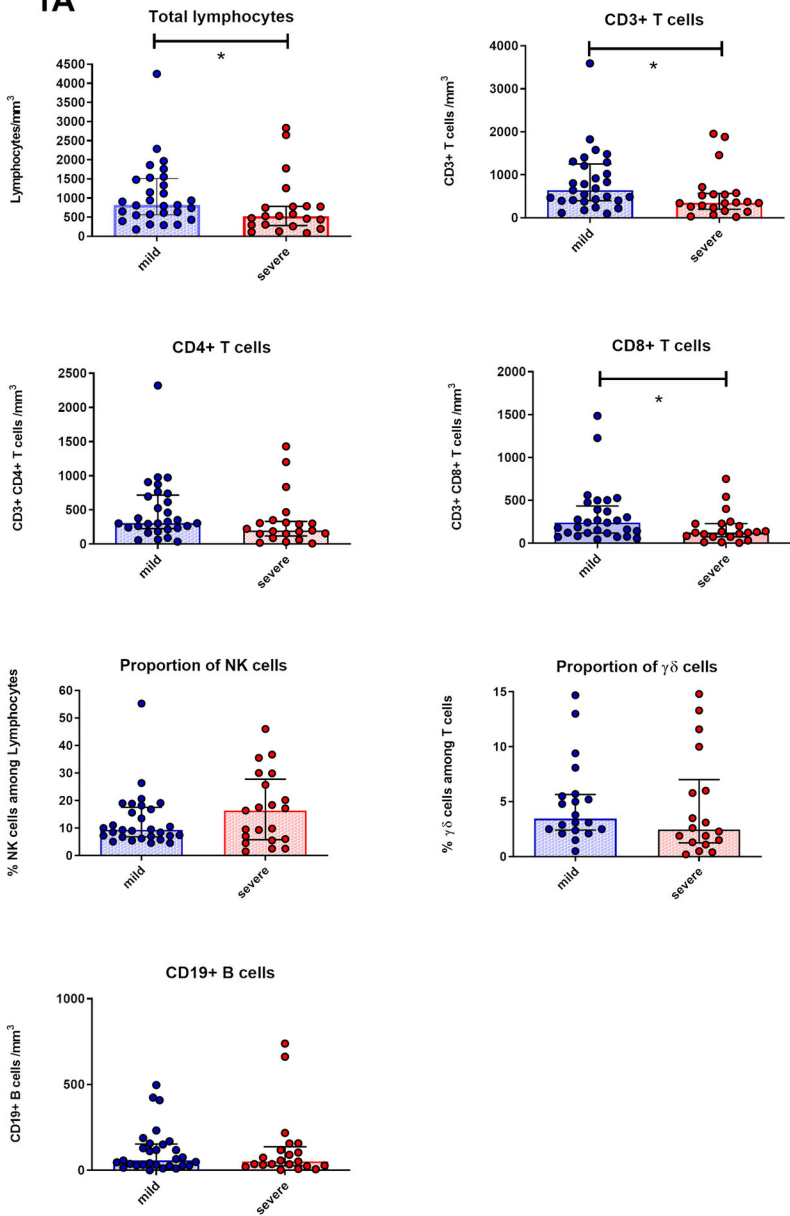 1A
Total lymphocytes
*
Lymphocytes/mm³
4500
4000
3500
3000
2500
2000
1500
1000
500
0
mild
severe
CD3+ T cells
*
CD3+ T cells /mm³
4000
3000
2000
1000
0
mild
severe
CD4+ T cells
CD3+ CD4+ T cells /mm³
2500
2000
1500
1000
500
0
mild
severe
CD8+ T cells
*
CD3+ CD8+ T cells /mm³
2000
1500
1000
500
0
mild
severe
Proportion of NK cells
% NK cells among Lymphocytes
60
50
40
30
20
10
0
mild
severe
Proportion of γδ cells
% γδ cells among T cells
15
10
5
0
mild
severe
CD19+ B cells
CD19+ B cells /mm³
1000
500
0
mild
severe